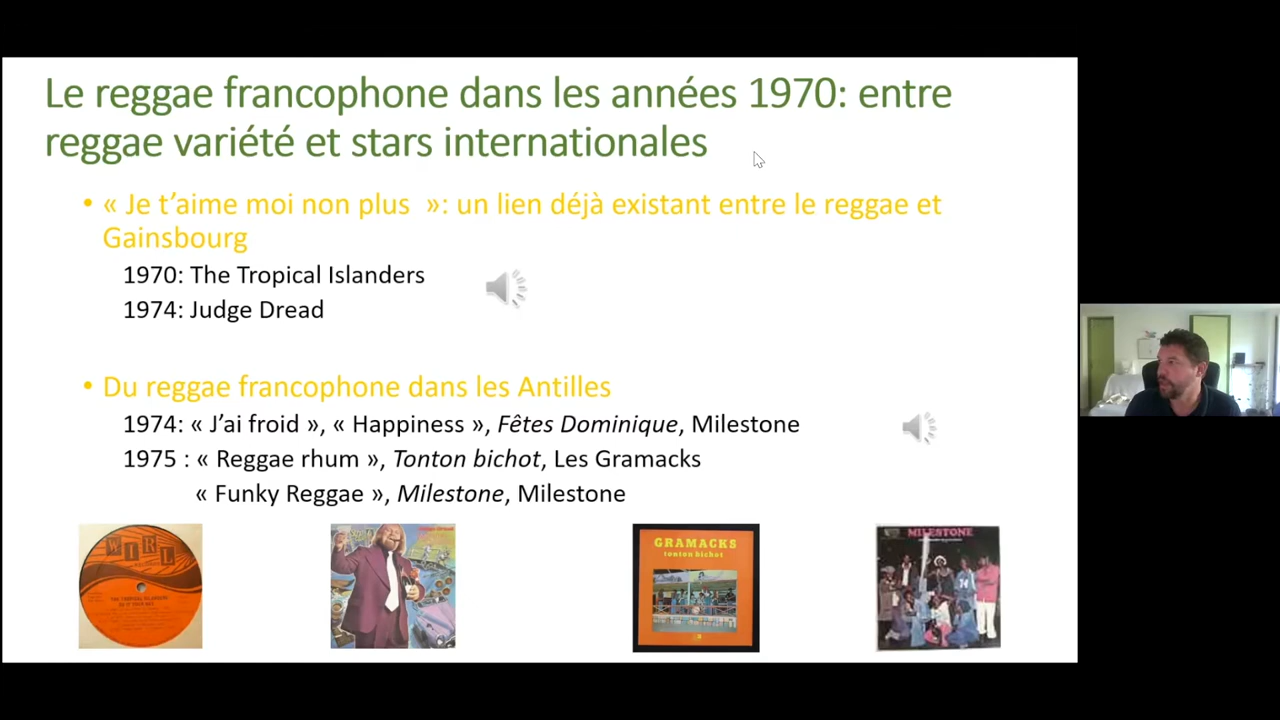 Le reggae francophone dans les années 1970: entre
reggae variété et stars internationales
• « Je t’aime moi non plus  »: un lien déjà existant entre le reggae et
Gainsbourg
1970: The Tropical Islanders
1974: Judge Dread
• Du reggae francophone dans les Antilles
1974: « J’ai froid », « Happiness », Fêtes Dominique, Milestone
1975 : « Reggae rhum », Tonton bichot, Les Gramacks
« Funky Reggae », Milestone, Milestone
WIRL
GRAMACKS
tonton bichot
MILESTONE